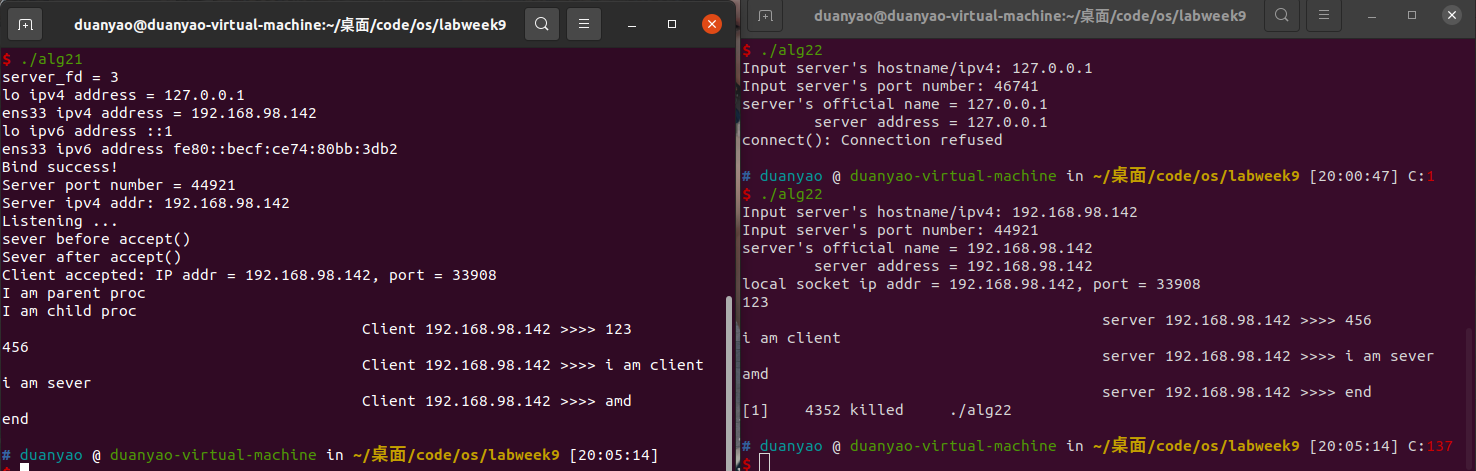 duanyao@duanyao-virtual-machine:~/桌面/code/os/labweek9
$ ./alg21
server_fd = 3
lo ipv4 address = 127.0.0.1
ens33 ipv4 address = 192.168.98.142
lo ipv6 address ::1
ens33 ipv6 address fe80::becf:ce74:80bb:3db2
Bind success!
Server port number = 44921
Server ipv4 addr: 192.168.98.142
Listening ...
sever before accept()
Sever after accept()
Client accepted: IP addr = 192.168.98.142, port = 33908
I am parent proc
I am child proc
Client 192.168.98.142 >>>> 123
456
Client 192.168.98.142 >>>> i am client
i am sever
Client 192.168.98.142 >>>> amd
end
# duanyao @ duanyao-virtual-machine in ~/桌面/code/os/labweek9 [20:05:14]
$
duanyao@duanyao-virtual-machine:~/桌面/code/os/labweek9
$ ./alg22
Input server's hostname/ipv4: 127.0.0.1
Input server's port number: 46741
server's official name = 127.0.0.1
server address = 127.0.0.1
connect(): Connection refused
# duanyao @ duanyao-virtual-machine in ~/桌面/code/os/labweek9 [20:00:47] C:1
$ ./alg22
Input server's hostname/ipv4: 192.168.98.142
Input server's port number: 44921
server's official name = 192.168.98.142
server address = 192.168.98.142
local socket ip addr = 192.168.98.142, port = 33908
123
server 192.168.98.142 >>>> 456
i am client
server 192.168.98.142 >>>> i am sever
amd
server 192.168.98.142 >>>> end
[1]    4352 killed     ./alg22
# duanyao @ duanyao-virtual-machine in ~/桌面/code/os/labweek9 [20:05:14] C:137
$